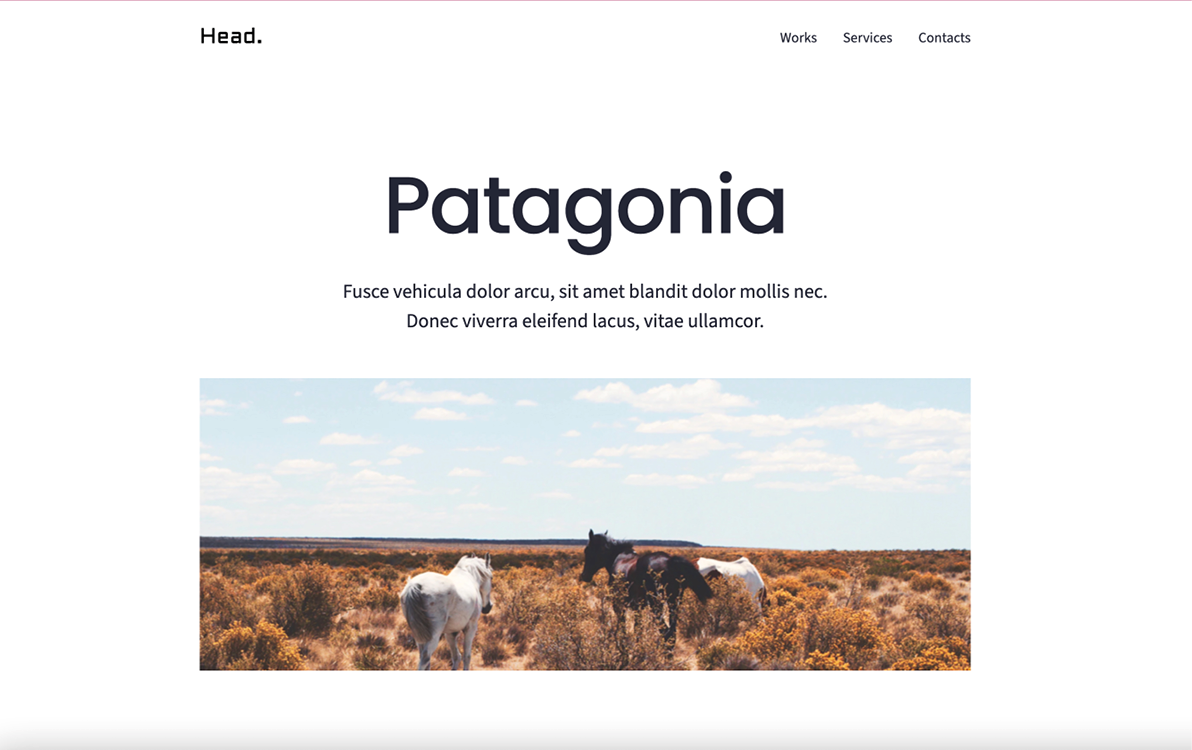 Head.
Works Services Contacts
Patagonia
Fusce vehicula dolor arcu, sit amet blandit dolor mollis nec.
Donec viverra eleifend lacus, vitae ullamcor.